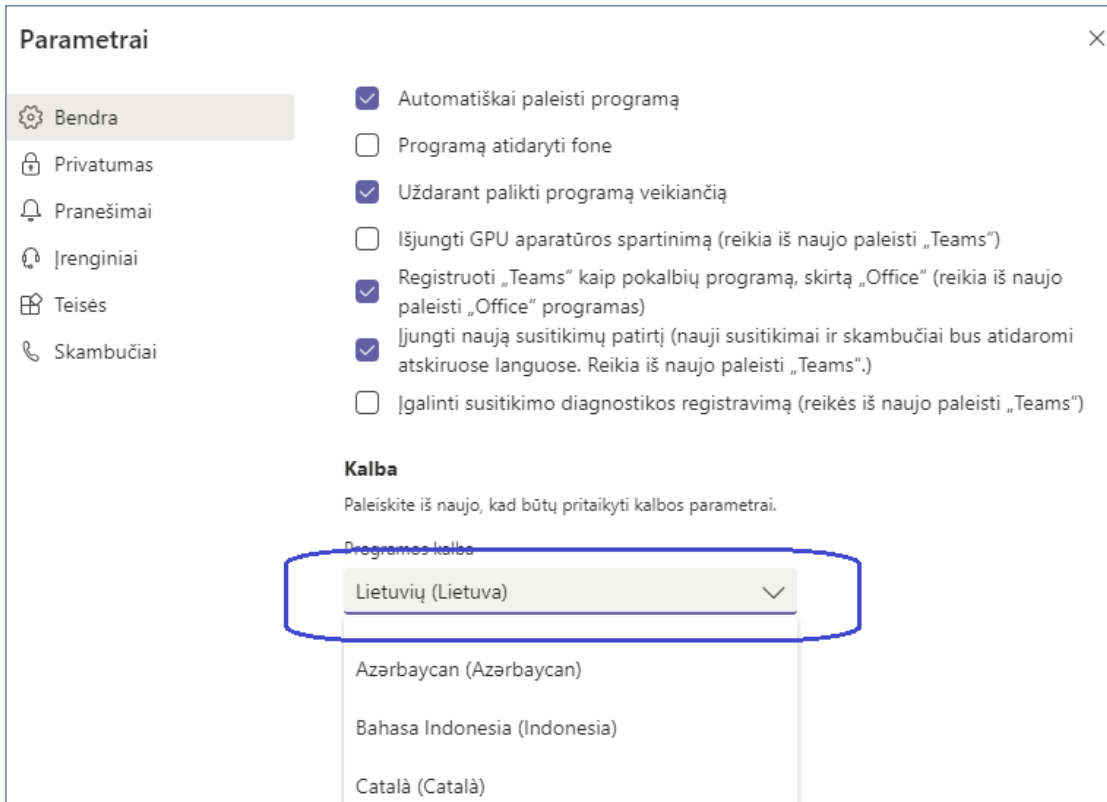 Parametrai
Bendra
Privatumas
Pranešimai
Įrenginiai
Teisės
Skambučiai
Automatiškai paleisti programą
Programą atidaryti fone
Uždarant palikti programą veikiančią
Išjungti GPU aparatūros spartinimą (reikia iš naujo paleisti „Teams“)
Registruoti „Teams“ kaip pokalbių programą, skirtą „Office“ (reikia iš naujo
paleisti „Office“ programas)
Įjungti naują susitikimų patirtį (nauji susitikimai ir skambučiai bus atidaromi
atskiruose languose. Reikia iš naujo paleisti „Teams“.)
Įgalinti susitikimo diagnostikos registravimą (reikės iš naujo paleisti „Teams“)
Kalba
Paleiskite iš naujo, kad būtų pritaikyti kalbos parametrai.
Programos kalba
Lietuvių (Lietuva)
Azərbaycan (Azərbaycan)
Bahasa Indonesia (Indonesia)
Català (Català)